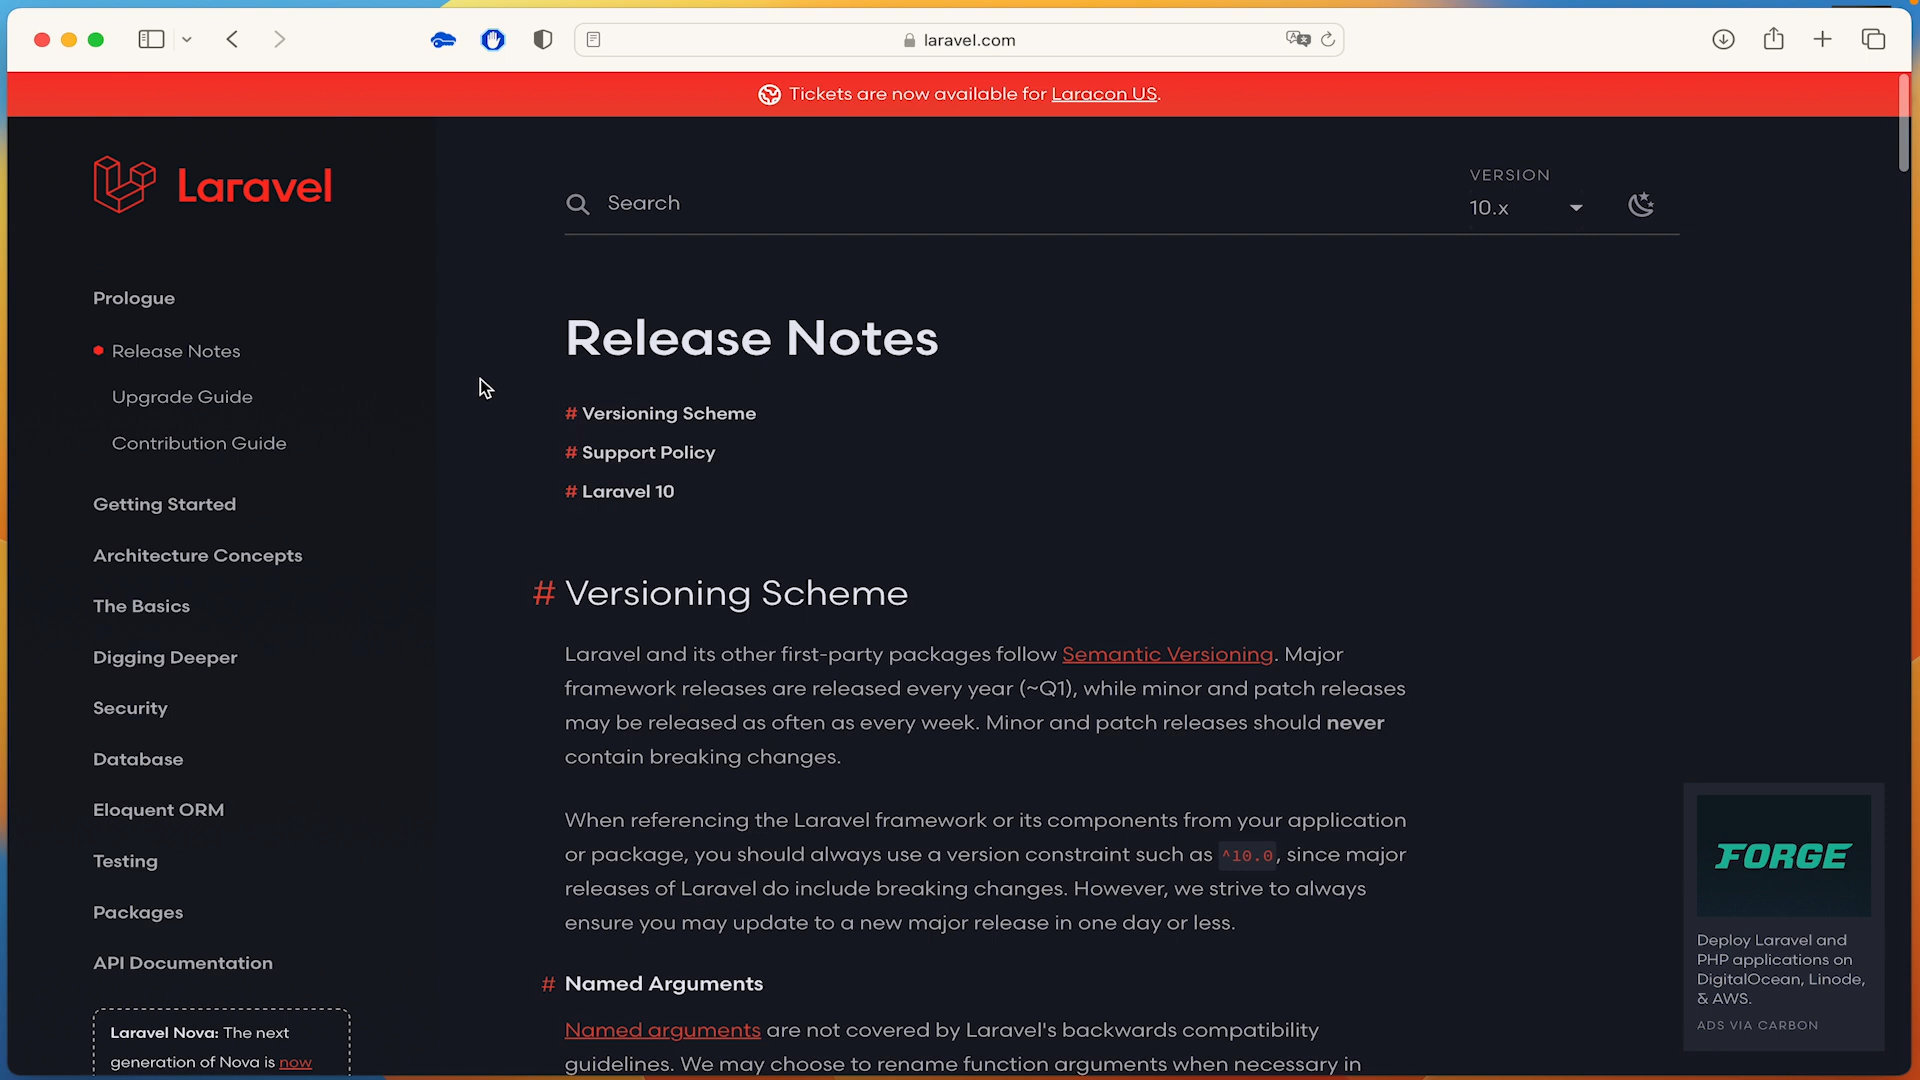 laravel.com
Tickets are now available for Laracon US.
Laravel
Search
VERSION
10.x
Prologue
Release Notes
Upgrade Guide
Contribution Guide
Getting Started
Architecture Concepts
The Basics
Digging Deeper
Security
Database
Eloquent ORM
Testing
Packages
API Documentation
Laravel Nova: The next
generation of Nova is now
Release Notes
# Versioning Scheme
# Support Policy
# Laravel 10
# Versioning Scheme
Laravel and its other first-party packages follow Semantic Versioning. Major
framework releases are released every year (~Q1), while minor and patch releases
may be released as often as every week. Minor and patch releases should never
contain breaking changes.
When referencing the Laravel framework or its components from your application
or package, you should always use a version constraint such as ^10.0, since major
releases of Laravel do include breaking changes. However, we strive to always
ensure you may update to a new major release in one day or less.
# Named Arguments
Named arguments are not covered by Laravel's backwards compatibility
guidelines. We may choose to rename function arguments when necessary in
FORGE
Deploy Laravel and
PHP applications on
DigitalOcean, Linode,
& AWS.
ADS VIA CARBON